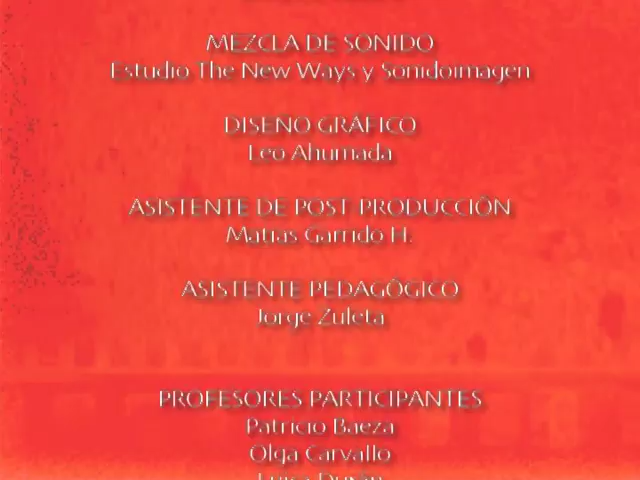 MEZCLA DE SONIDO
Estudio The New Ways y Sonidoimagen
DISEÑO GRÁFICO
Leo Ahumada
ASISTENTE DE POST PRODUCCIÓN
Matías Garrido H.
ASISTENTE PEDAGÓGICO
Jorge Zuleta
PROFESORES PARTICIPANTES
Patricio Baeza
Olga Carvallo